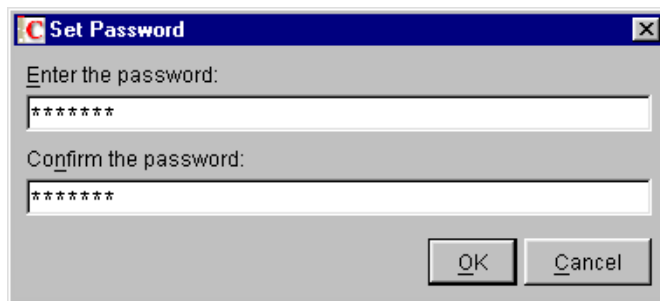 C Set Password
Enter the password:
*******
Confirm the password:
*******
OK Cancel